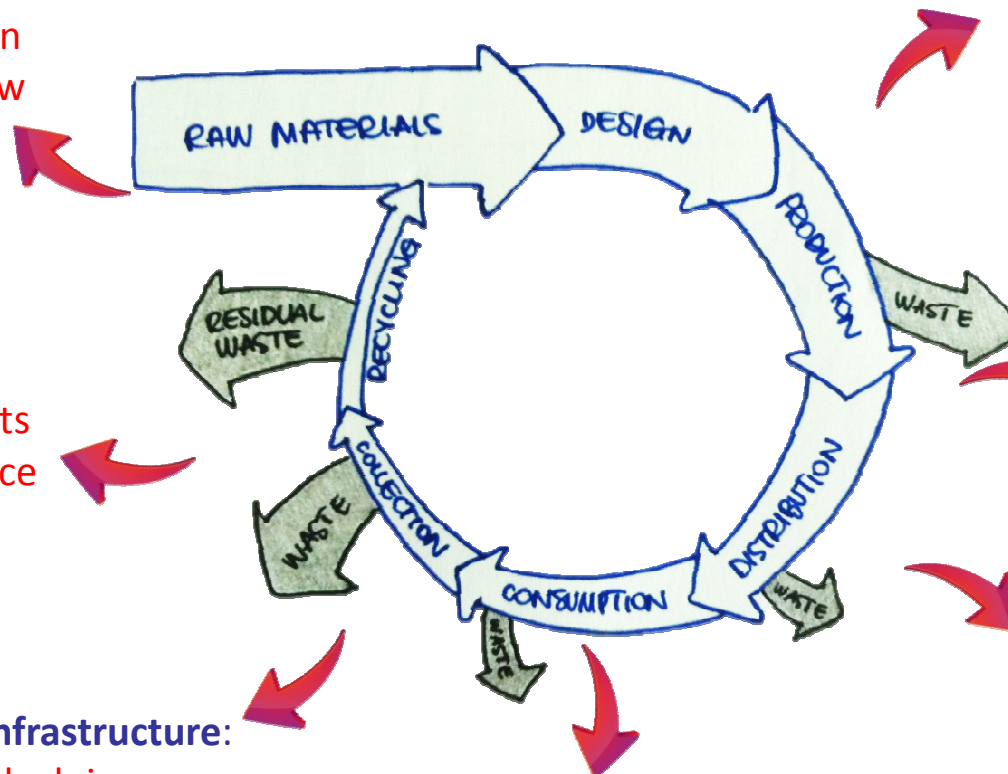 n
w
RAW MATERIALS
DESIGN
PRODUCTION
WASTE
DISTRIBUTION
WASTE
CONSUMPTION
WASTE
COLLECTION
WASTE
RECYCLING
RESIDUAL
WASTE
ts
ce
nfrastructure: